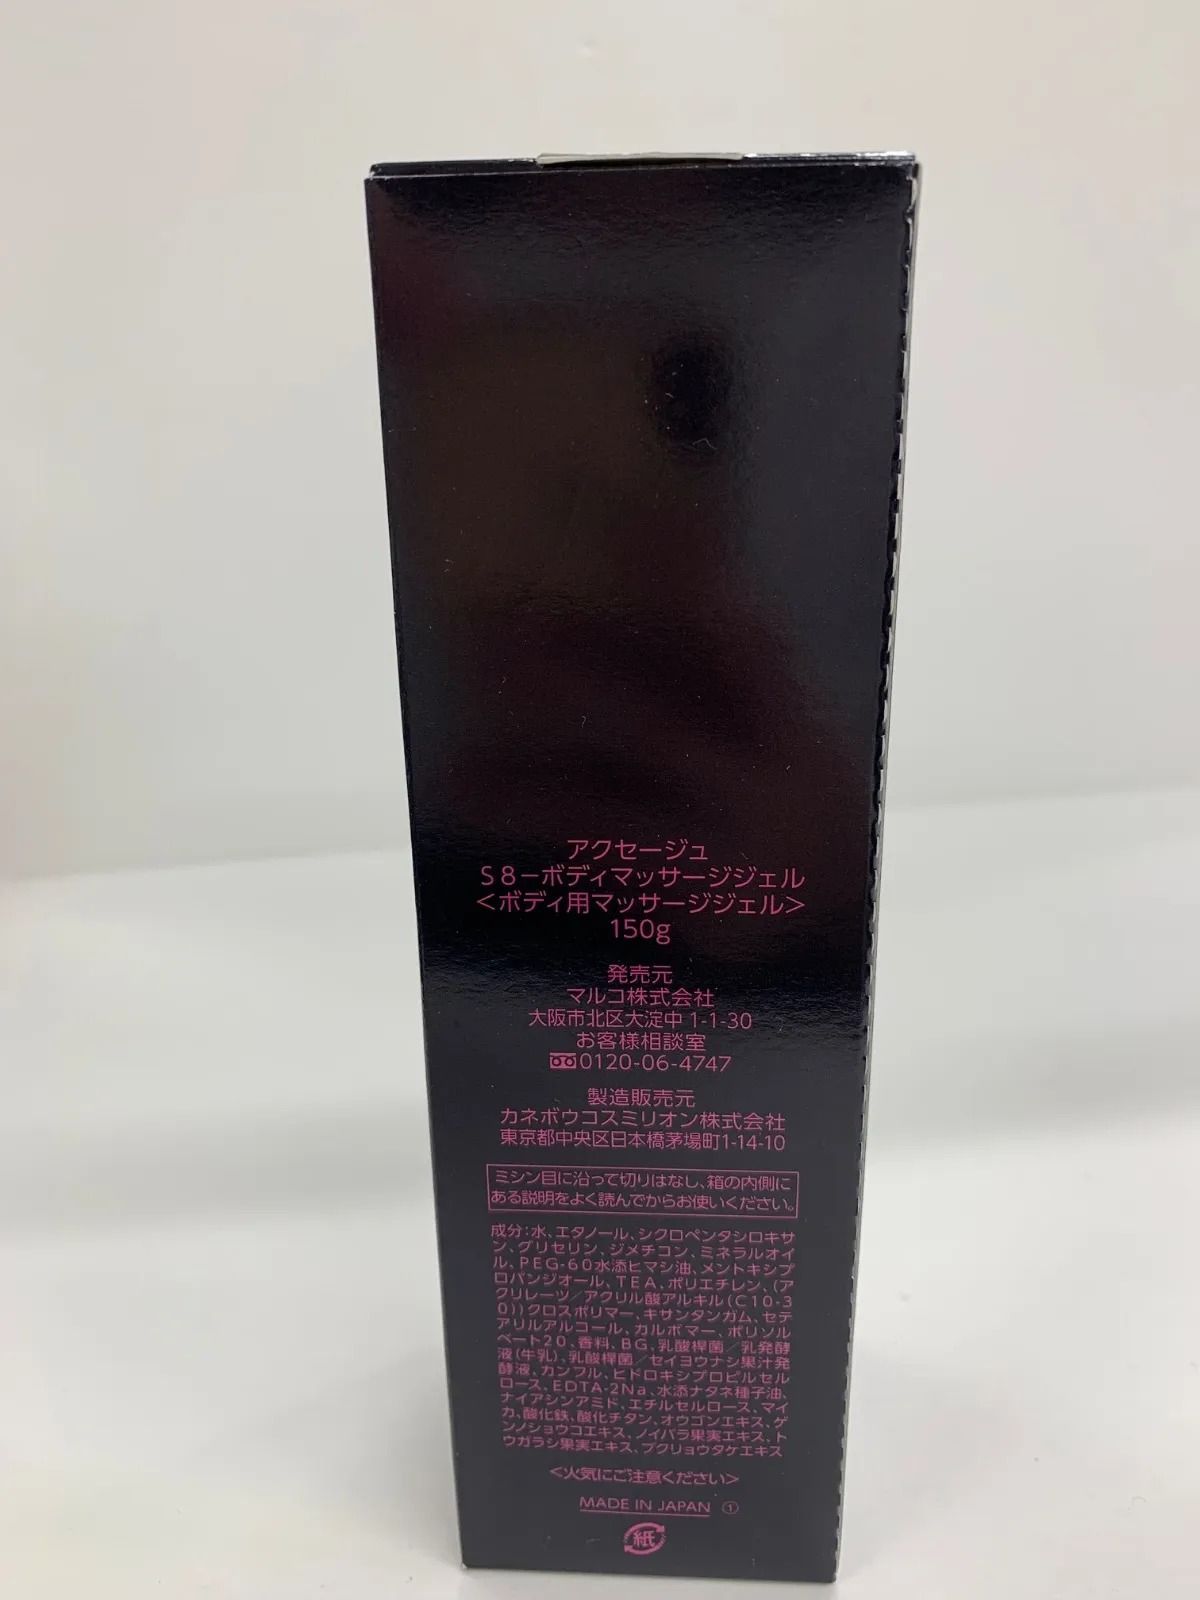 アクセージュ
S8-ボディマッサージジェル
<ボディ用マッサージジェル>
150g
発売元
マルコ株式会社
大阪市北区大淀中1-1-30
お客様相談室
0120-06-4747
製造販売元
カネボウコスミリオン株式会社
東京都中央区日本橋茅場町1-14-10
ミシン目に沿って切りはなし、箱の内側に
ある説明をよく読んでからお使いください。
成分:水、エタノール、シクロペンタシロキサ
ン、グリセリン、ジメチコン、ミネラルオイ
ル、PEG-60水添ヒマシ油、メントキシプ
ロパンジオール、TEA、ポリエチレン、(ア
クリレーツ/アクリル酸アルキル(C10-3
0))クロスポリマー、キサンタンガム、セテ
アリルアルコール、カルボマー、ポリソル
ベート20、香料、BG、乳酸桿菌/乳発酵
液(牛乳)、乳酸桿菌/セイヨウナシ果汁発
酵液、カンフル、ヒドロキシプロピルセル
ロース、EDTA-2Na、水添ナタネ種子油、
ナイアシンアミド、エチルセルロース、マイ
カ、酸化鉄、酸化チタン、オウゴンエキス、ゲ
ンノショウコエキス、ノイバラ果実エキス、ト
ウガラシ果実エキス、ブクリョウタケエキス
<火気にご注意ください>
MADE IN JAPAN ①
紙